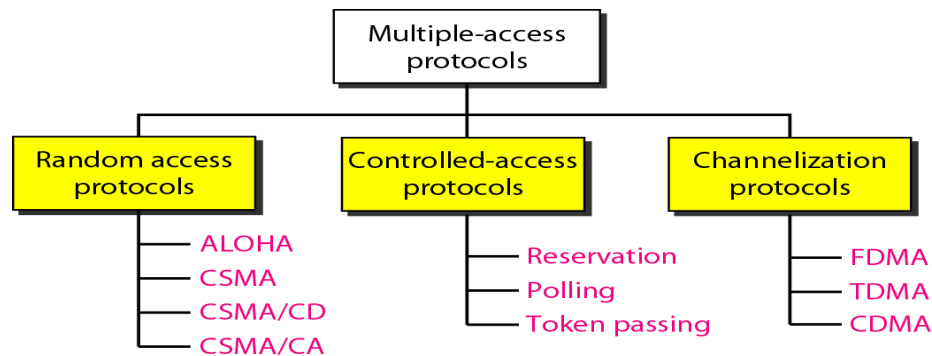 Multiple-access
protocols
Random access
protocols
Controlled-access
protocols
Channelization
protocols
ALOHA
CSMA
CSMA/CD
CSMA/CA
Reservation
Polling
Token passing
FDMA
TDMA
CDMA